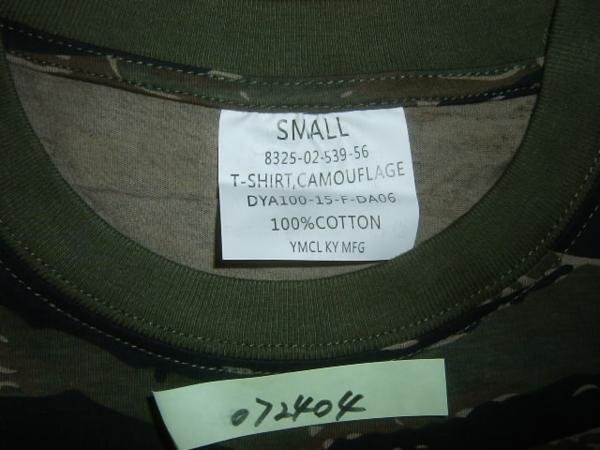 SMALL
8325-02-539-56
T-SHIRT,CAMOUFLAGE
DYA100-15-F-DA06
100%COTTON
YMCL KY MFG
072404